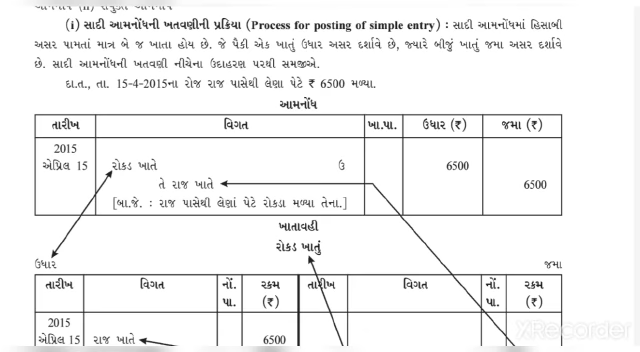 (i) સાદી આમનોંધની ખતવણીની પ્રક્રિયા (Process for posting of simple entry) : સાદી આમનોંધમાં હિસાબી
અસર પામતાં માત્ર બે જ ખાતા હોય છે. જે પૈકી એક ખાતું ઉધાર અસર દર્શાવે છે, જ્યારે બીજું ખાતું જમા અસર દર્શાવે
છે. સાદી આમનોંધની ખતવણી નીચેના ઉદાહરણ પરથી સમજીએ.
દા.ત., તા. 15-4-2015ના રોજ રાજ પાસેથી લેણા પેટે ₹ 6500 મળ્યા.
આમનોંધ
તારીખ વિગત ખા.પા. ઉધાર (₹) જમા (₹)
2015
એપ્રિલ 15 રોકડ ખાતે ઉ 6500
તે રાજ ખાતે 6500
[બા.જે. : રાજ પાસેથી લેણાં પેટે રોકડા મળ્યા તેના.]
ખાતાવહી
રોકડ ખાતું
ઉધાર જમા
તારીખ વિગત નોં. પા. રકમ (₹) તારીખ વિગત નોં. પા. રકમ (₹)
2015
એપ્રિલ 15 રાજ ખાતે 6500
XRecorder